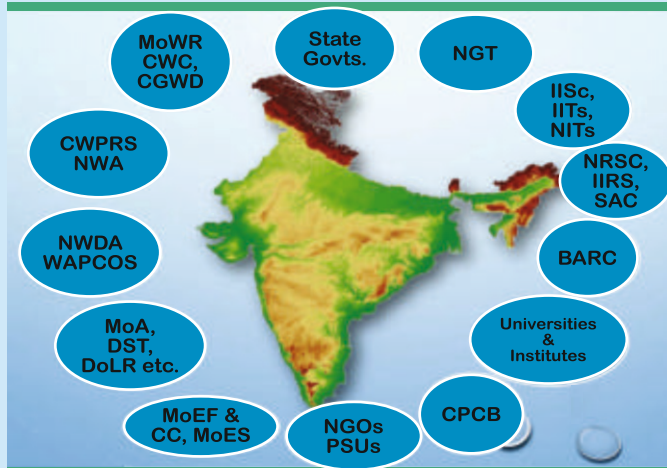 MoWR
CWC,
CGWD
State
Govts.
NGT
IISc,
IITs,
NITs
CWPRS
NWA
NRSC,
IIRS,
SAC
NWDA
WAPCOS
BARC
MoA,
DST,
DoLR etc.
Universities
&
Institutes
MoEF &
CC, MoES
NGOs
PSUs
CPCB